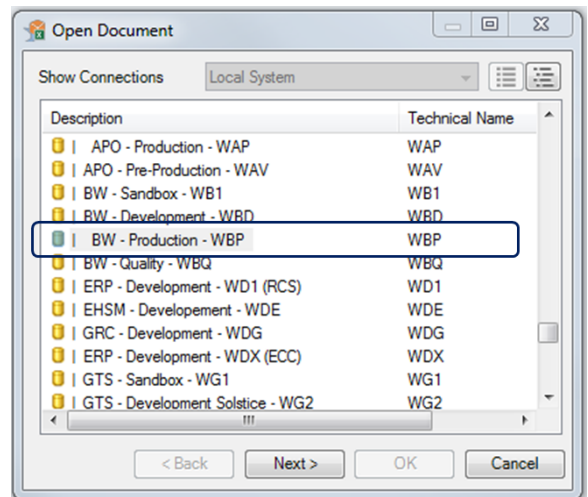 Open Document
Show Connections Local System
Description Technical Name
| APO - Production - WAP WAP
| APO - Pre-Production - WAV WAV
| BW - Sandbox - WB1 WB1
| BW - Development - WBD WBD
| BW - Production - WBP WBP
| BW - Quality - WBQ WBQ
| ERP - Development - WD1 (RCS) WD1
| EHSM - Developement - WDE WDE
| GRC - Development - WDG WDG
| ERP - Development - WDX (ECC) WDX
| GTS - Sandbox - WG1 WG1
| GTS - Development Solstice - WG2 WG2
< Back Next > OK Cancel